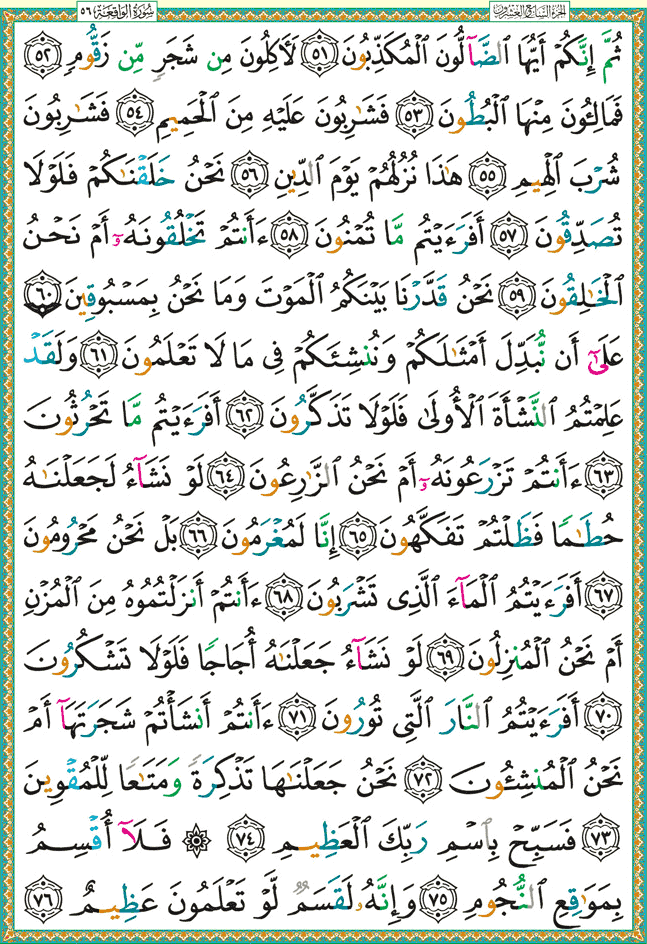 الجزء السابع والعشرون
سورة الواقعة ٥٦
ثُمَّ إِنَّكُمْ أَيُّهَا ٱلضَّآلُّونَ ٱلْمُكَذِّبُونَ ٥١ لَـَٔاكِلُونَ مِن شَجَرٍ مِّن زَقُّومٍ ٥٢
فَمَالِـُٔونَ مِنْهَا ٱلْبُطُونَ ٥٣ فَشَٰرِبُونَ عَلَيْهِ مِنَ ٱلْحَمِيمِ ٥٤ فَشَٰرِبُونَ
شُرْبَ ٱلْهِيمِ ٥٥ هَٰذَا نُزُلُهُمْ يَوْمَ ٱلدِّينِ ٥٦ نَحْنُ خَلَقْنَٰكُمْ فَلَوْلَا
تُصَدِّقُونَ ٥٧ أَفَرَءَيْتُم مَّا تُمْنُونَ ٥٨ ءَأَنتُمْ تَخْلُقُونَهُۥٓ أَمْ نَحْنُ
ٱلْخَٰلِقُونَ ٥٩ نَحْنُ قَدَّرْنَا بَيْنَكُمُ ٱلْمَوْتَ وَمَا نَحْنُ بِمَسْبُوقِينَ ٦٠
عَلَىٰٓ أَن نُّبَدِّلَ أَمْثَٰلَكُمْ وَنُنشِئَكُمْ فِى مَا لَا تَعْلَمُونَ ٦١ وَلَقَدْ
عَلِمْتُمُ ٱلنَّشْأَةَ ٱلْأُولَىٰ فَلَوْلَا تَذَكَّرُونَ ٦٢ أَفَرَءَيْتُم مَّا تَحْرُثُونَ
٦٣ ءَأَنتُمْ تَزْرَعُونَهُۥٓ أَمْ نَحْنُ ٱلزَّٰرِعُونَ ٦٤ لَوْ نَشَآءُ لَجَعَلْنَٰهُ
حُطَٰمًا فَظَلْتُمْ تَفَكَّهُونَ ٦٥ إِنَّا لَمُغْرَمُونَ ٦٦ بَلْ نَحْنُ مَحْرُومُونَ
٦٧ أَفَرَءَيْتُمُ ٱلْمَآءَ ٱلَّذِى تَشْرَبُونَ ٦٨ ءَأَنتُمْ أَنزَلْتُمُوهُ مِنَ ٱلْمُزْنِ
أَمْ نَحْنُ ٱلْمُنزِلُونَ ٦٩ لَوْ نَشَآءُ جَعَلْنَٰهُ أُجَاجًا فَلَوْلَا تَشْكُرُونَ
٧٠ أَفَرَءَيْتُمُ ٱلنَّارَ ٱلَّتِى تُورُونَ ٧١ ءَأَنتُمْ أَنشَأْتُمْ شَجَرَتَهَآ أَمْ
نَحْنُ ٱلْمُنشِـُٔونَ ٧٢ نَحْنُ جَعَلْنَٰهَا تَذْكِرَةً وَمَتَٰعًا لِّلْمُقْوِينَ
٧٣ فَسَبِّحْ بِٱسْمِ رَبِّكَ ٱلْعَظِيمِ ٧٤ ۞ فَلَآ أُقْسِمُ
بِمَوَٰقِعِ ٱلنُّجُومِ ٧٥ وَإِنَّهُۥ لَقَسَمٌ لَّوْ تَعْلَمُونَ عَظِيمٌ ٧٦